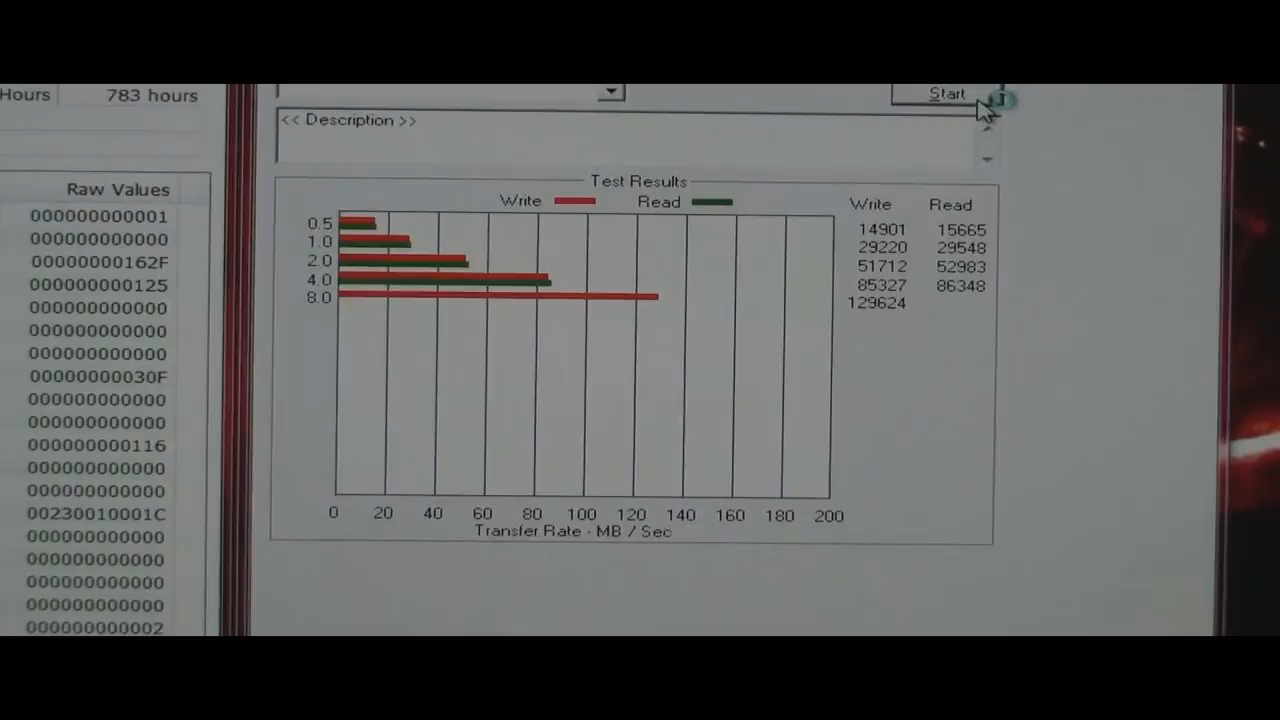 Hours 783 hours
Raw Values
000000000001
000000000000
00000000162F
000000000125
000000000000
000000000000
000000000000
00000000030F
000000000000
000000000000
000000000116
000000000000
000000000000
00230010001C
000000000000
000000000000
000000000000
000000000000
000000000002
Start
<< Description >>
Test Results
Write Read
Write Read
0.5 14901 15665
1.0 29220 29548
2.0 51712 52983
4.0 85327 86348
8.0 129624
0 20 40 60 80 100 120 140 160 180 200
Transfer Rate - MB / Sec